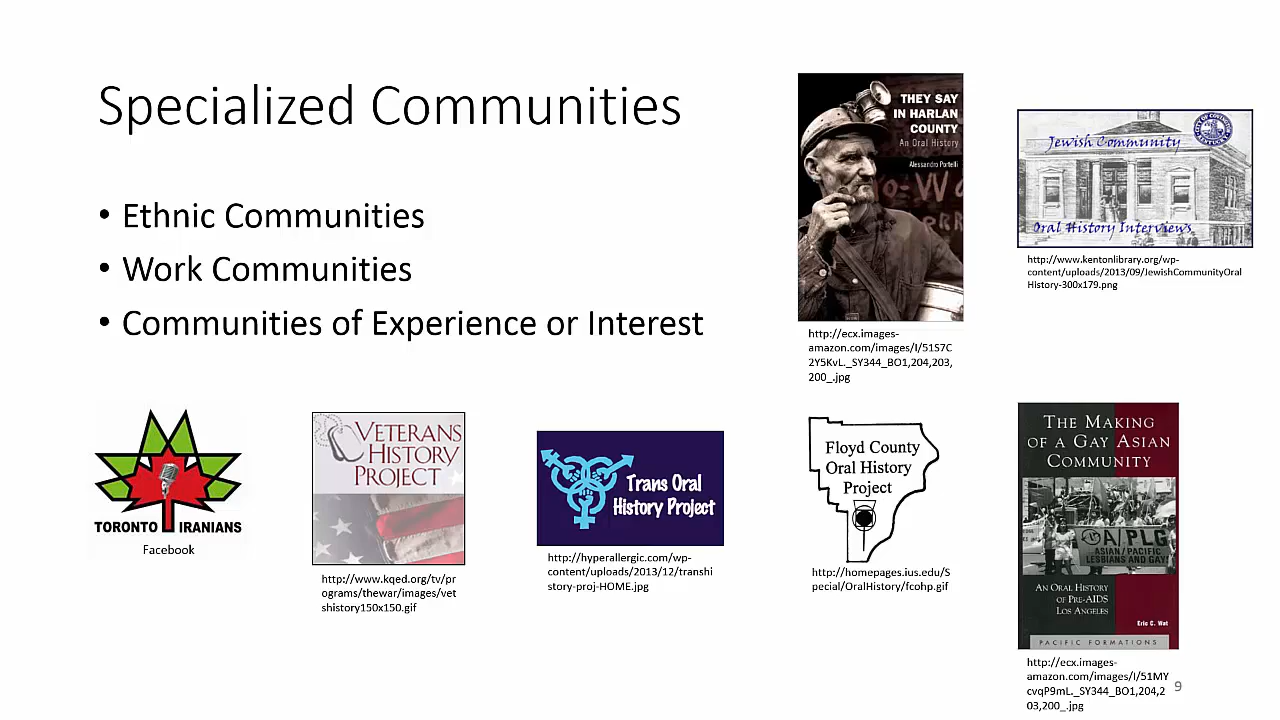 Specialized Communities
• Ethnic Communities
• Work Communities
• Communities of Experience or Interest
THEY SAY
IN HARLAN
COUNTY
An Oral History
Alessandro Portelli
http://ecx.images-
amazon.com/images/I/51S7C
2Y5KvL._SY344_BO1,204,203,
200_.jpg
Jewish Community
Oral History Interviews
http://www.kentonlibrary.org/wp-
content/uploads/2013/09/JewishCommunityOral
History-300x179.png
TORONTO IRANIANS
Facebook
VETERANS
HISTORY
PROJECT
http://www.kqed.org/tv/pr
ograms/thewar/images/vet
shistory150x150.gif
Trans Oral
History Project
http://hyperallergic.com/wp-
content/uploads/2013/12/transhi
story-proj-HOME.jpg
Floyd County
Oral History
Project
http://homepages.ius.edu/S
pecial/OralHistory/fcohp.gif
THE MAKING
OF A GAY ASIAN
COMMUNITY
A/PLG
ASIAN/PACIFIC
LESBIANS AND GAY
AN ORAL HISTORY
OF PRE-AIDS
LOS ANGELES
Eric C. Wat
PACIFIC FORMATIONS
http://ecx.images-
amazon.com/images/I/51MY
cvqP9mL._SY344_BO1,204,2
03,200_.jpg
9